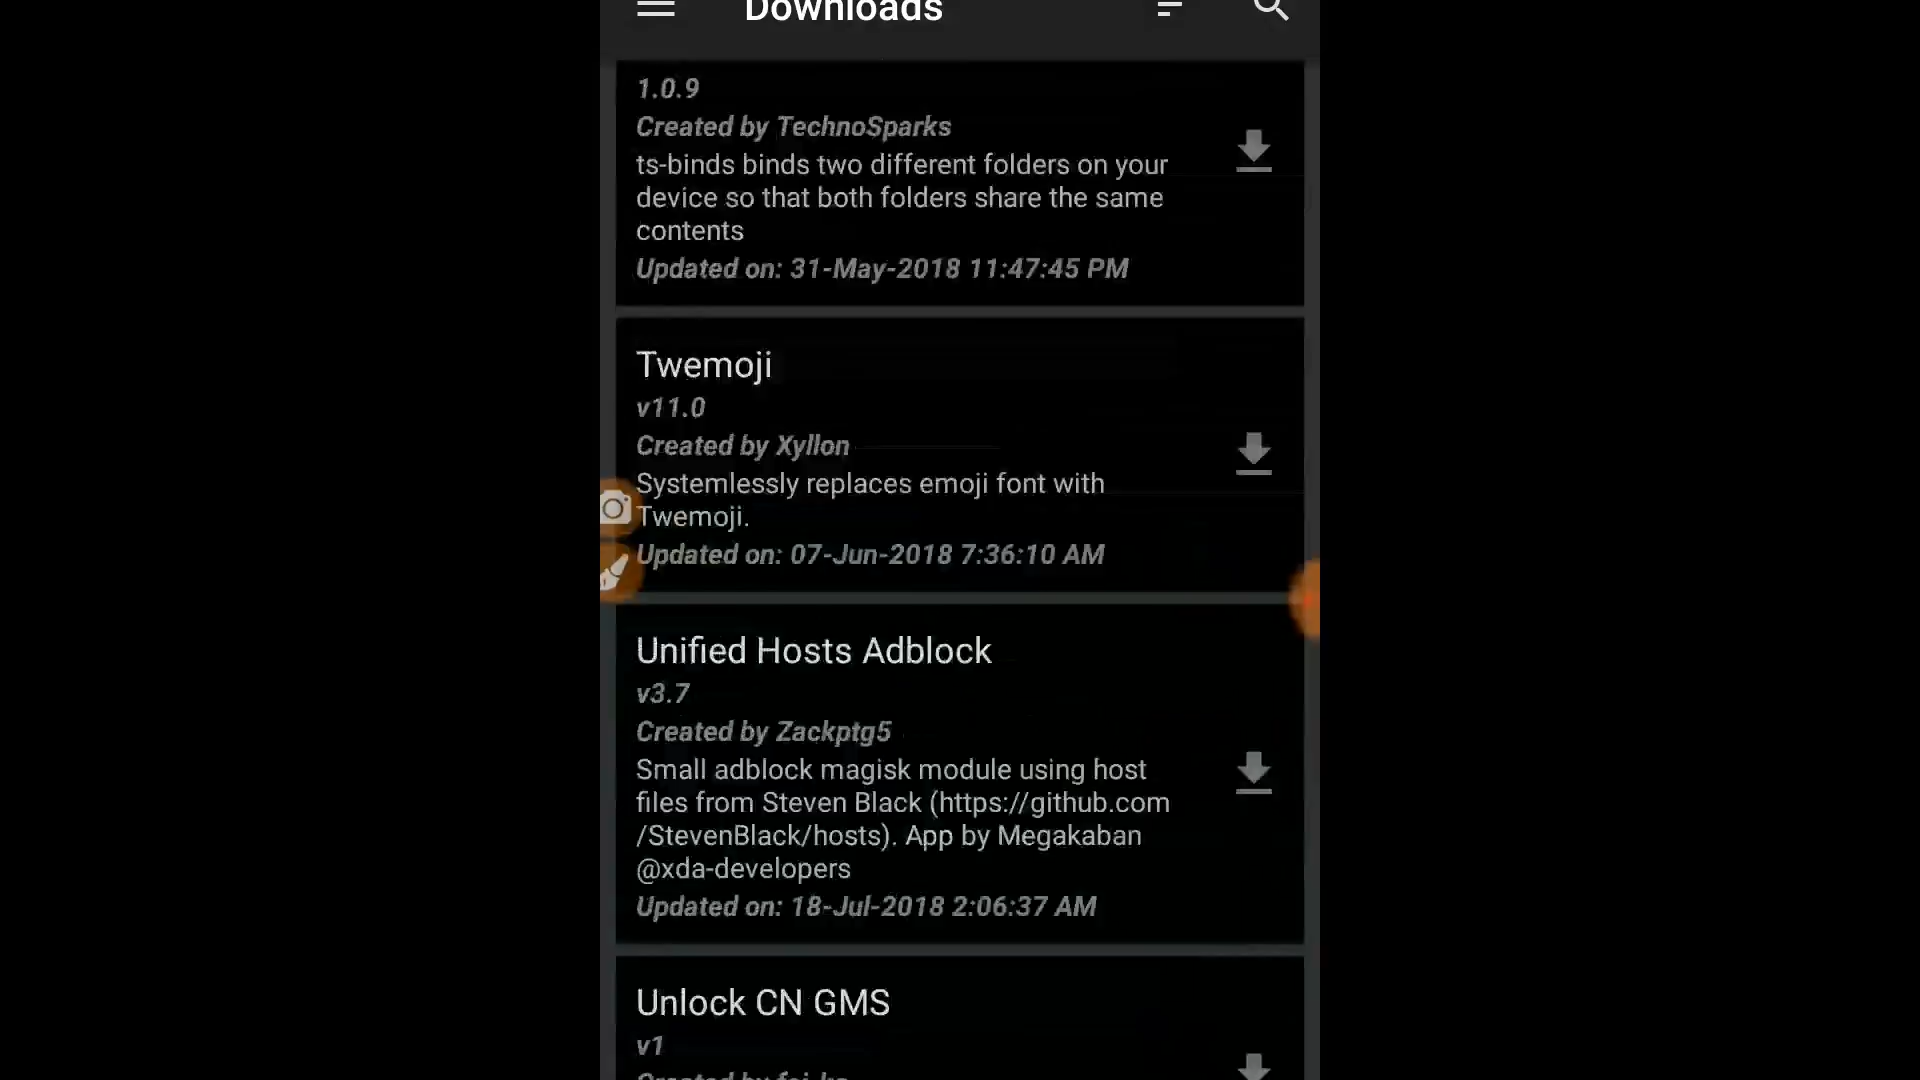 Downloads
1.0.9
Created by TechnoSparks
ts-binds binds two different folders on your
device so that both folders share the same
contents
Updated on: 31-May-2018 11:47:45 PM
Twemoji
v11.0
Created by Xyllon
Systemlessly replaces emoji font with
Twemoji.
Updated on: 07-Jun-2018 7:36:10 AM
Unified Hosts Adblock
v3.7
Created by Zackptg5
Small adblock magisk module using host
files from Steven Black (https://github.com
/StevenBlack/hosts). App by Megakaban
@xda-developers
Updated on: 18-Jul-2018 2:06:37 AM
Unlock CN GMS
v1
Created by